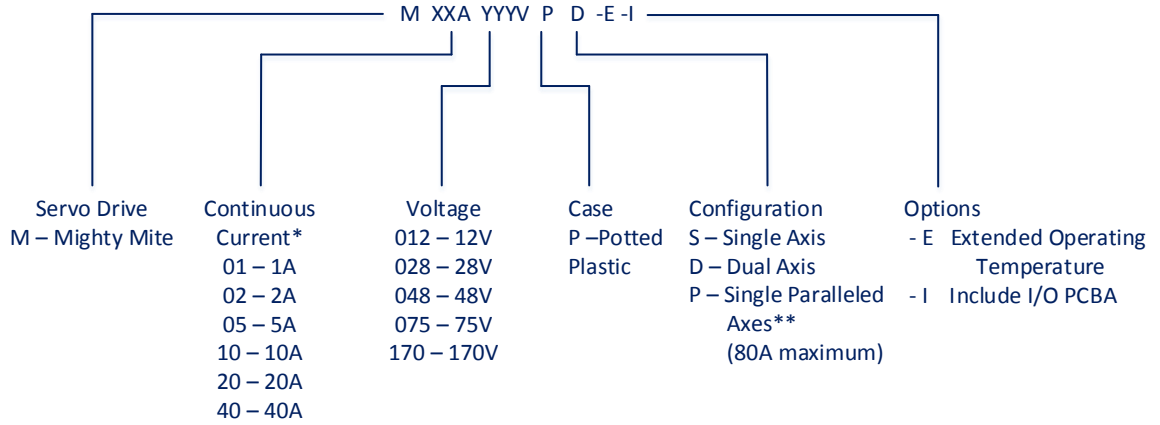 M XXA YYYV P D -E -I
Servo Drive
M – Mighty Mite
Continuous
Current*
01 – 1A
02 – 2A
05 – 5A
10 – 10A
20 – 20A
40 – 40A
Voltage
012 – 12V
028 – 28V
048 – 48V
075 – 75V
170 – 170V
Case
P –Potted
Plastic
Configuration
S – Single Axis
D – Dual Axis
P – Single Paralleled
Axes**
(80A maximum)
Options
- E Extended Operating
Temperature
- I Include I/O PCBA